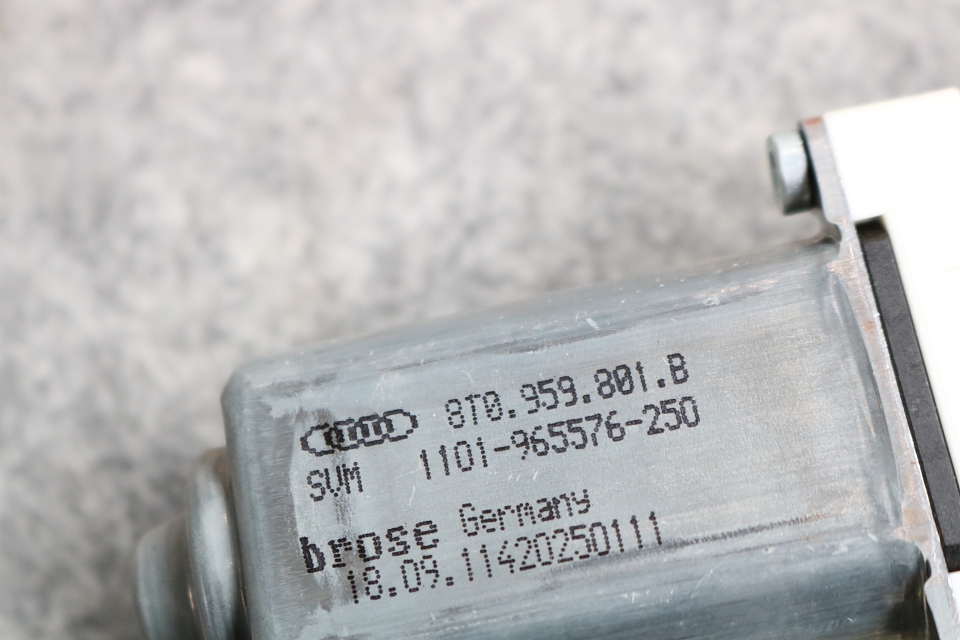 8T0.959.801.B
SVM 1101-965576-250
brose Germany
18.09.11420250111